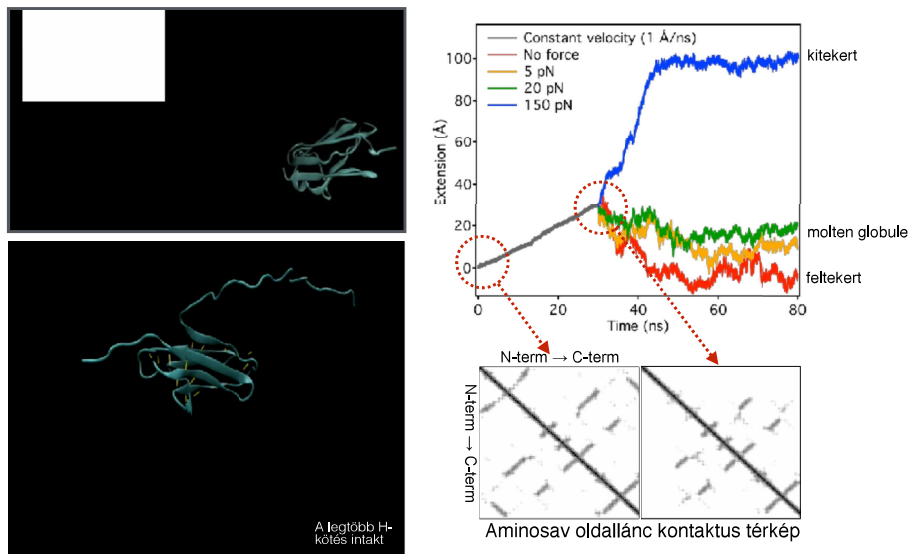 A legtöbb H-
kötés intakt
Constant velocity (1 Å/ns)
No force
5 pN
20 pN
150 pN
100
80
60
40
20
0
Extension (Å)
0
20
40
60
80
Time (ns)
kitekert
molten globule
feltekert
N-term → C-term
N-term → C-term
Aminosav oldallánc kontaktus térkép